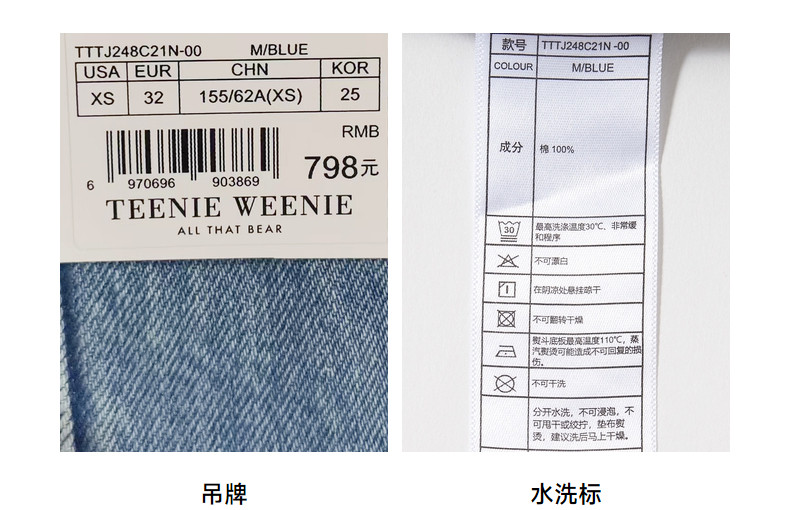 TTTJ248C21N-00 M/BLUE
USA EUR CHN KOR
XS 32 155/62A(XS) 25
RMB
798元
6 970696 903869
TEENIE WEENIE
ALL THAT BEAR
吊牌
款号 TTTJ248C21N -00
COLOUR M/BLUE
成分 棉 100%
30 最高洗涤温度30℃、非常缓
和程序
不可漂白
在阴凉处悬挂晾干
不可翻转干燥
熨斗底板最高温度110℃，蒸
汽熨烫可能造成不可回复的损
伤。
不可干洗
分开水洗，不可浸泡，不
可甩干或绞拧，垫布熨
烫，建议洗后马上干燥。
水洗标